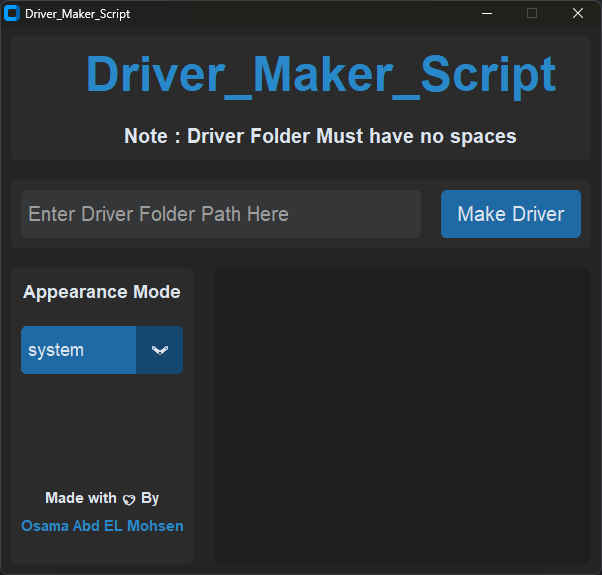 Driver_Maker_Script
Driver_Maker_Script
Note : Driver Folder Must have no spaces
Enter Driver Folder Path Here
Make Driver
Appearance Mode
system
Made with ♡ By
Osama Abd EL Mohsen